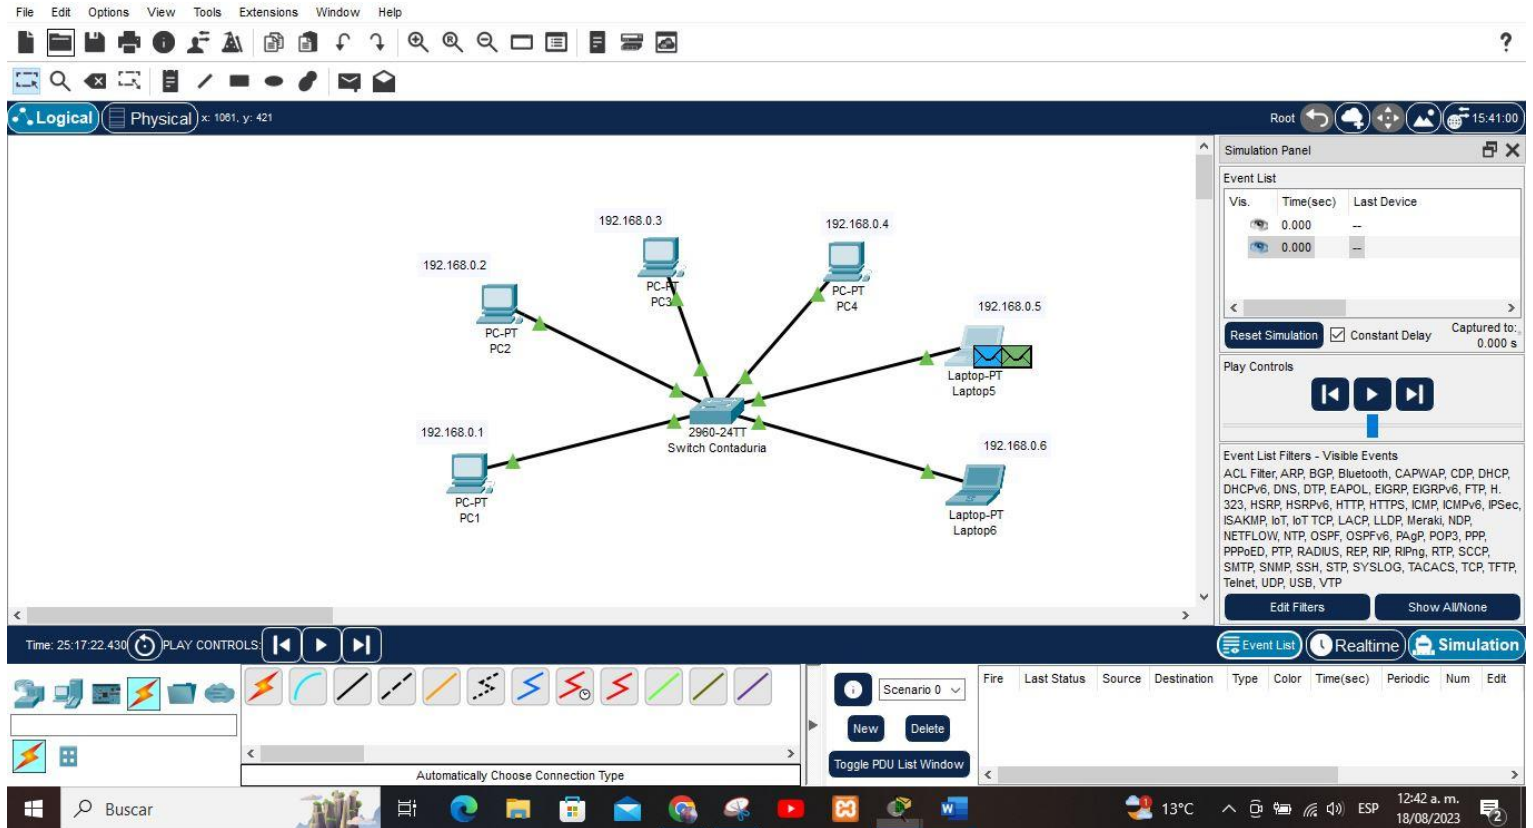 File Edit Options View Tools Extensions Window Help
?
Logical Physical x: 1061, y: 421 Root 15:41:00
Simulation Panel
Event List
Vis. Time(sec) Last Device
0.000 --
0.000 --
Reset Simulation Constant Delay Captured to:
0.000 s
Play Controls
Event List Filters - Visible Events
ACL Filter, ARP, BGP, Bluetooth, CAPWAP, CDP, DHCP,
DHCPv6, DNS, DTP, EAPOL, EIGRP, EIGRPv6, FTP, H.
323, HSRP, HSRPv6, HTTP, HTTPS, ICMP, ICMPv6, IPSec,
ISAKMP, IoT, IoT TCP, LACP, LLDP, Meraki, NDP,
NETFLOW, NTP, OSPF, OSPFv6, PAgP, POP3, PPP,
PPPoED, PTP, RADIUS, REP, RIP, RIPng, RTP, SCCP,
SMTP, SNMP, SSH, STP, SYSLOG, TACACS, TCP, TFTP,
Telnet, UDP, USB, VTP
Edit Filters Show All/None
192.168.0.3
192.168.0.4
PC-PT
PC3
PC-PT
PC4
192.168.0.2
PC-PT
PC2
192.168.0.5
Laptop-PT
Laptop5
2960-24TT
Switch Contaduria
192.168.0.1
PC-PT
PC1
192.168.0.6
Laptop-PT
Laptop6
Time: 25:17:22.430 PLAY CONTROLS: Event List Realtime Simulation
Automatically Choose Connection Type
Scenario 0
New Delete
Toggle PDU List Window
Fire Last Status Source Destination Type Color Time(sec) Periodic Num Edit
Buscar 13°C ESP 12:42 a. m.
18/08/2023
2